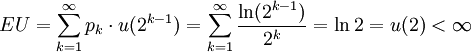 $EU = \sum_{k=1}^{\infty} p_k \cdot u(2^{k-1}) = \sum_{k=1}^{\infty} \frac{\ln(2^{k-1})}{2^k} = \ln 2 = u(2) < \infty$